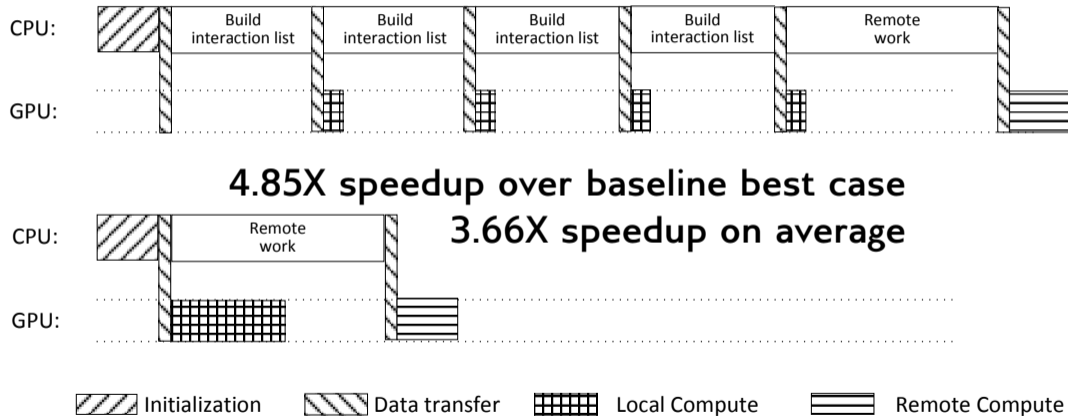 CPU:
Build
interaction list
Build
interaction list
Build
interaction list
Build
interaction list
Remote
work
GPU:
4.85X speedup over baseline best case
3.66X speedup on average
CPU:
Remote
work
GPU:
Initialization
Data transfer
Local Compute
Remote Compute